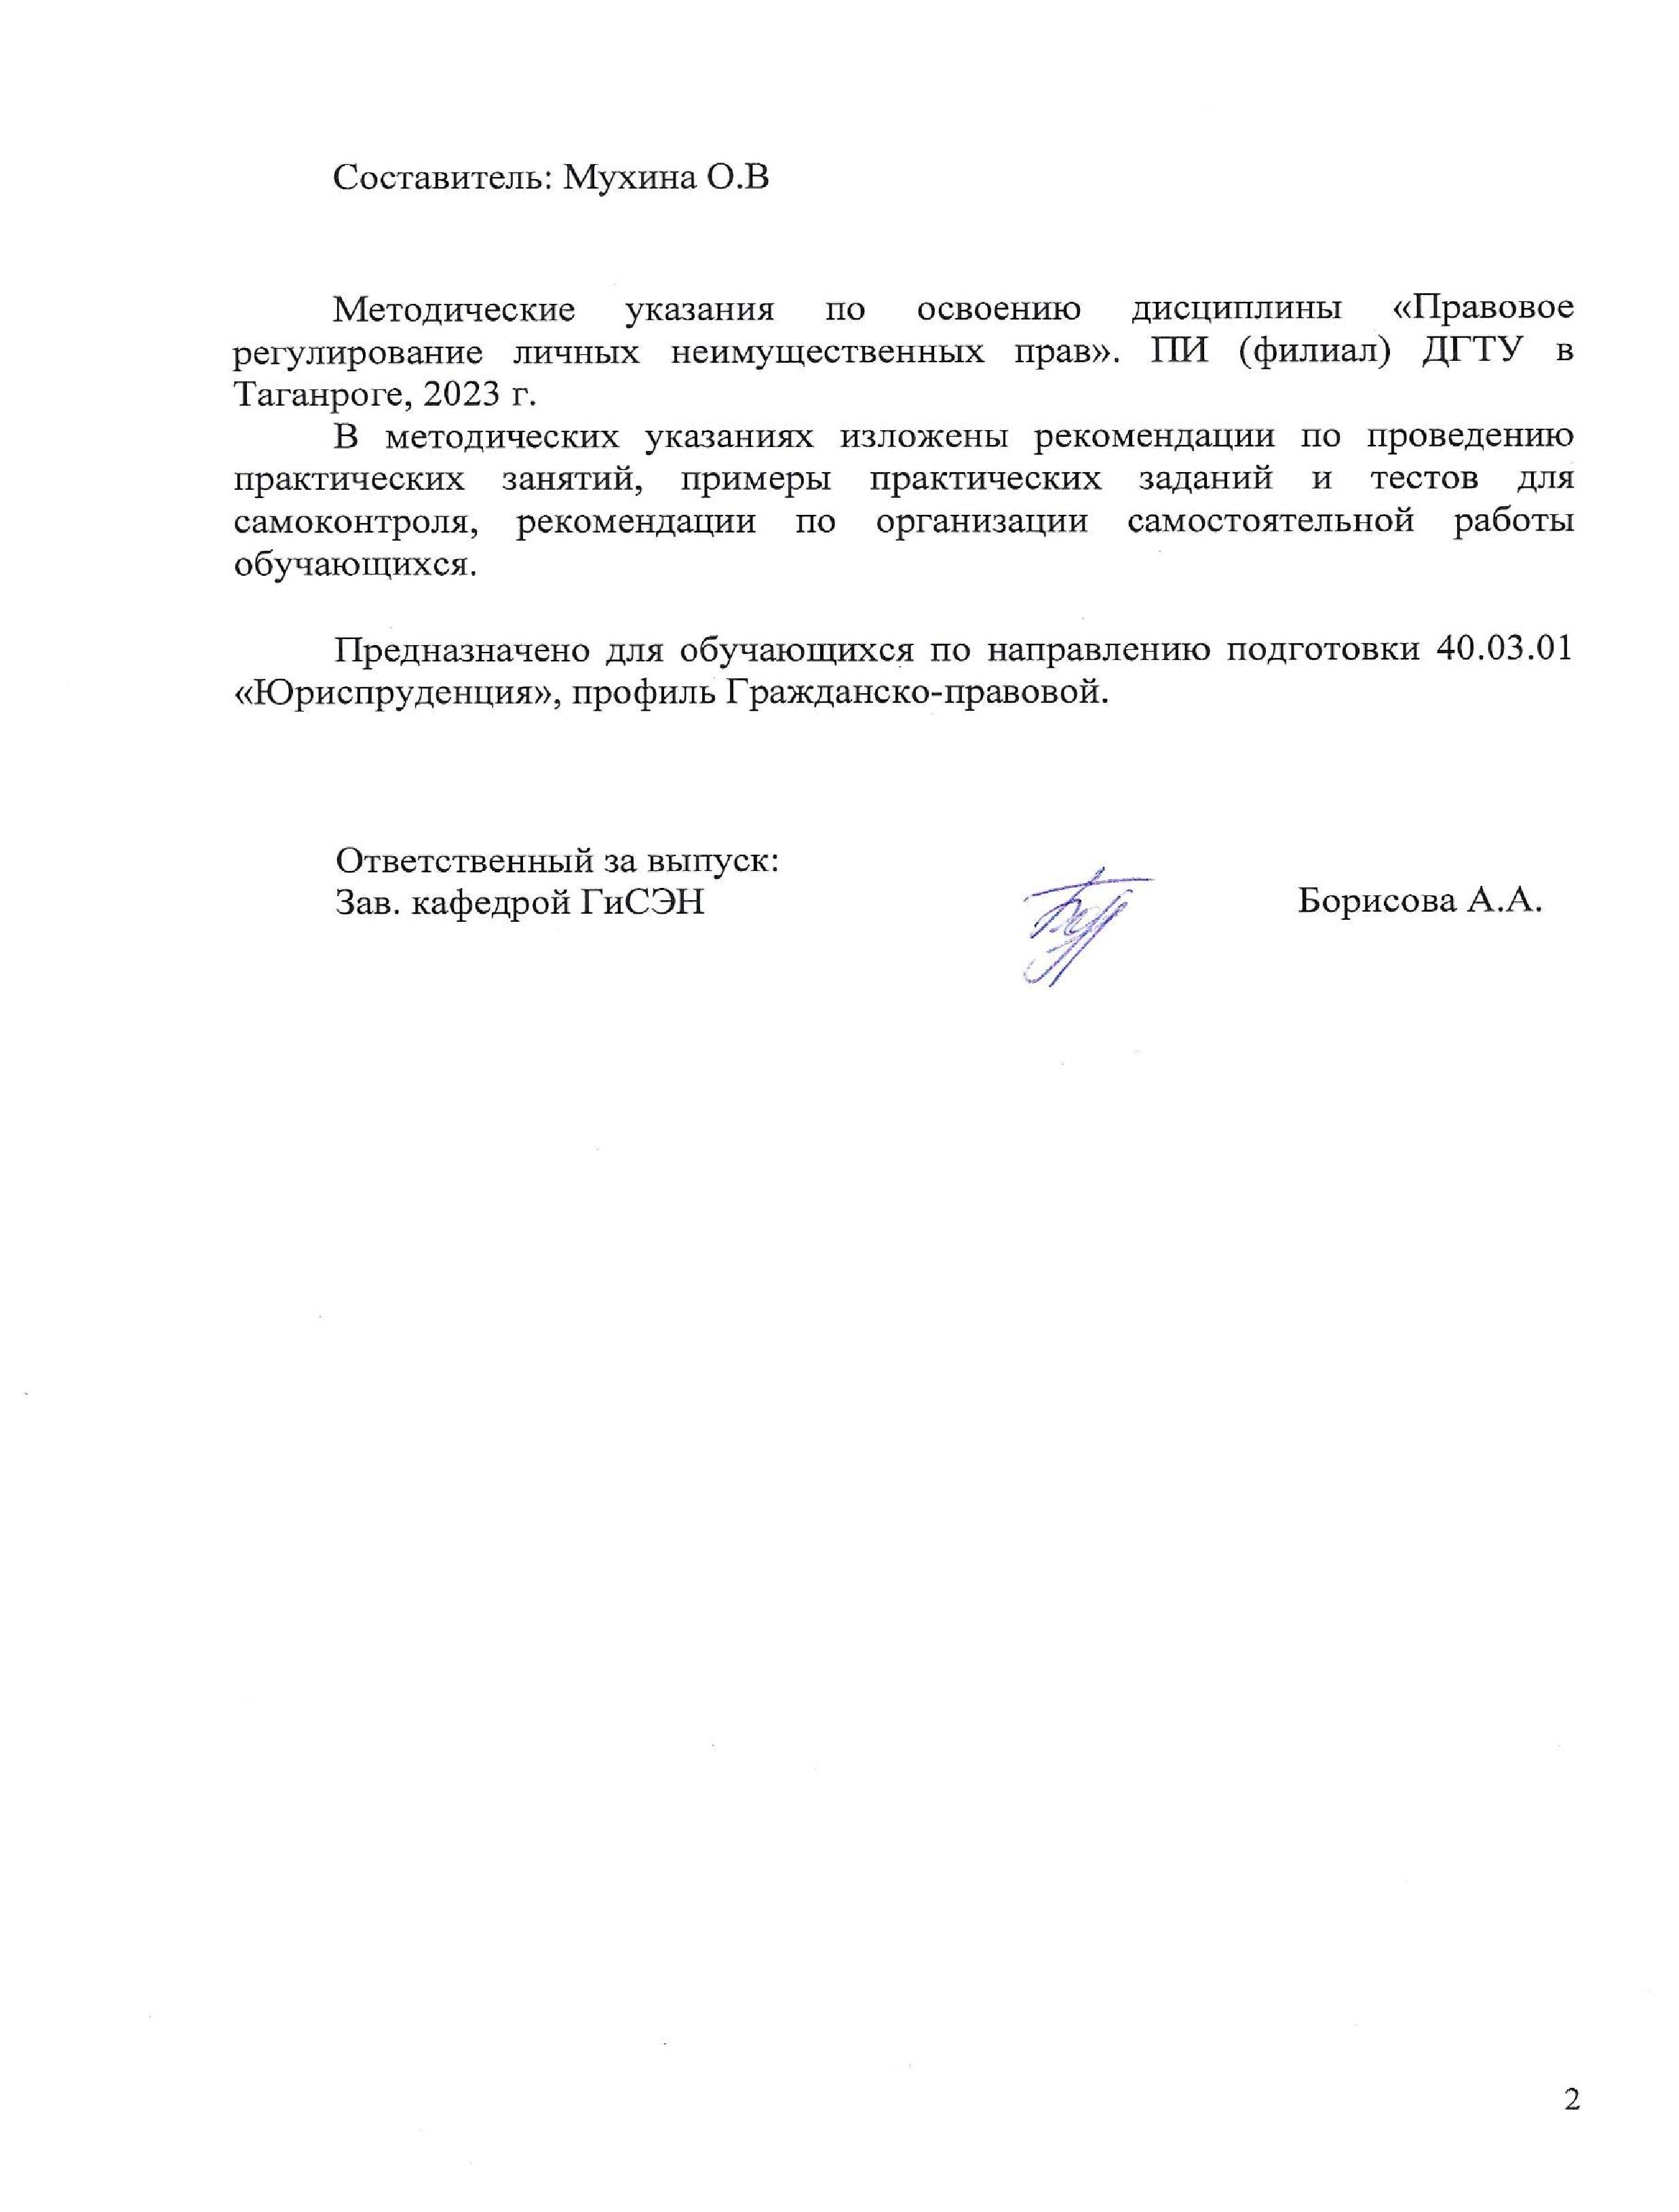 Составитель: Мухина О.В
Методические указания по освоению дисциплины «Правовое
регулирование личных неимущественных прав». ПИ (филиал) ДГТУ в
Таганроге, 2023 г.
В методических указаниях изложены рекомендации по проведению
практических занятий, примеры практических заданий и тестов для
самоконтроля, рекомендации по организации самостоятельной работы
обучающихся.
Предназначено для обучающихся по направлению подготовки 40.03.01
«Юриспруденция», профиль Гражданско-правовой.
Ответственный за выпуск:
Зав. кафедрой ГиСЭН Борисова А.А.
2